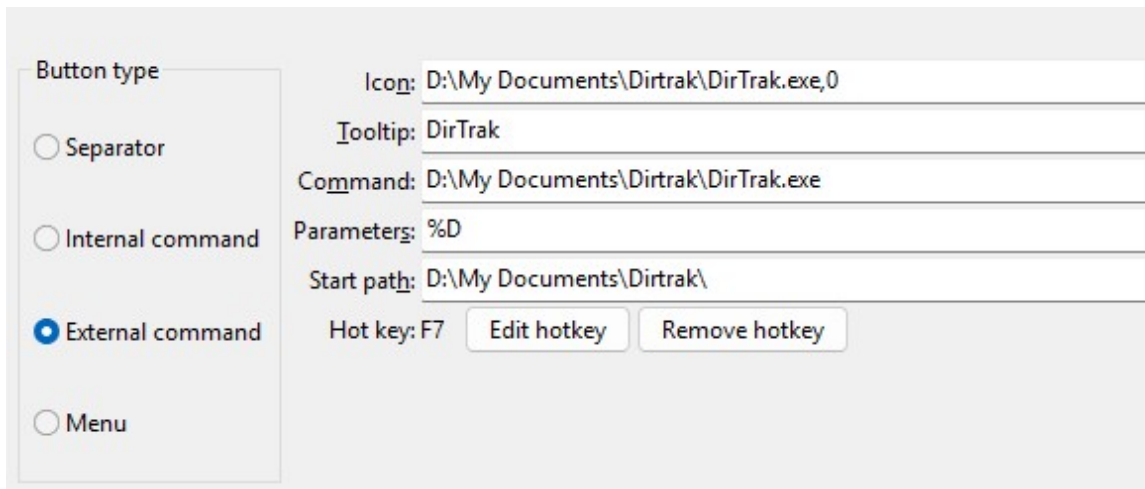 Button type
Separator
Internal command
External command
Menu
Icon: D:\My Documents\Dirtrak\DirTrak.exe,0
Tooltip: DirTrak
Command: D:\My Documents\Dirtrak\DirTrak.exe
Parameters: %D
Start path: D:\My Documents\Dirtrak\
Hot key: F7 Edit hotkey Remove hotkey